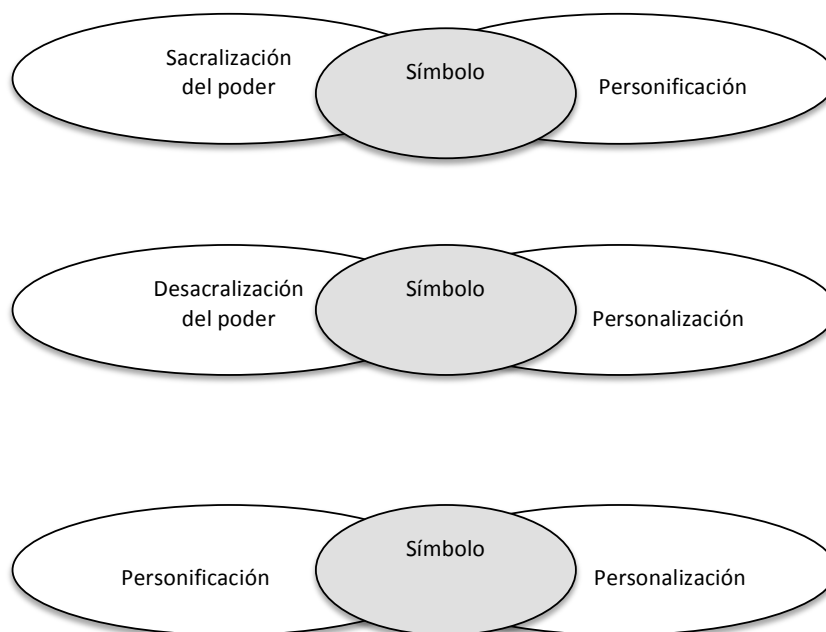 Sacralización
del poder
Símbolo
Personificación
Desacralización
del poder
Símbolo
Personalización
Personificación
Símbolo
Personalización